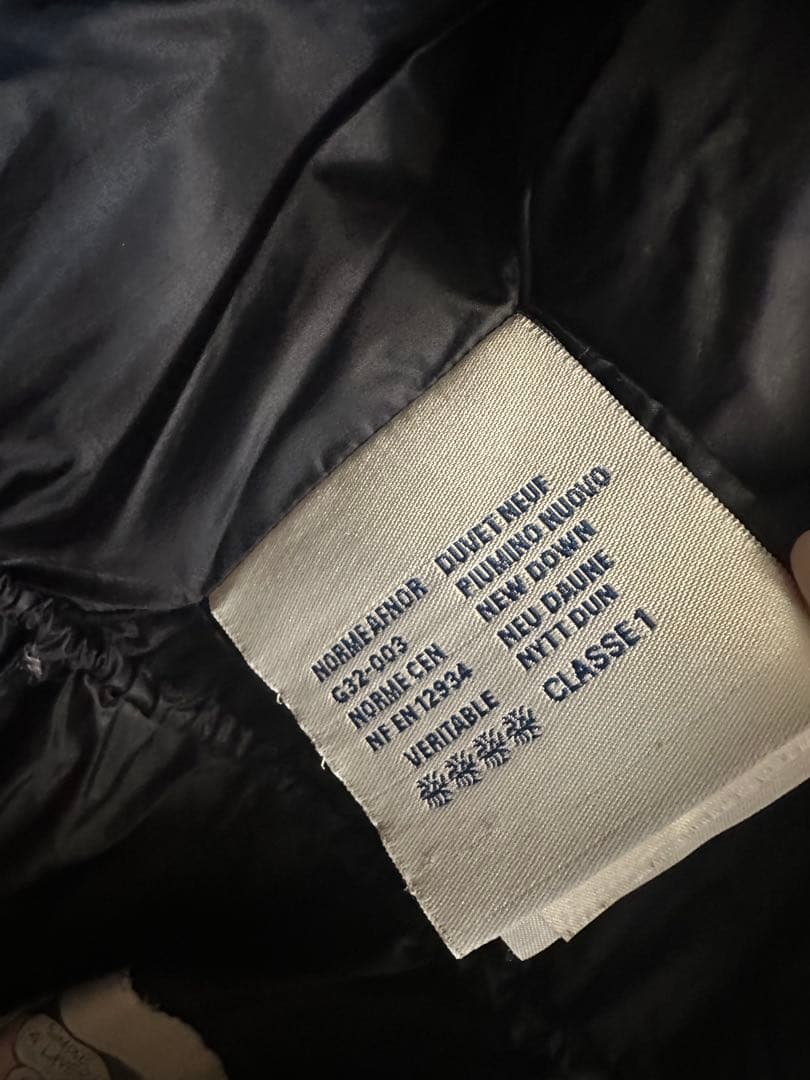 NORME AFNOR DUVET NEUF
G32-003 PIUMINO NUOVO
NORME CEN NEW DOWN
NF EN 12934 NEU DAUNE
VERITABLE NYTT DUN
CLASSE 1